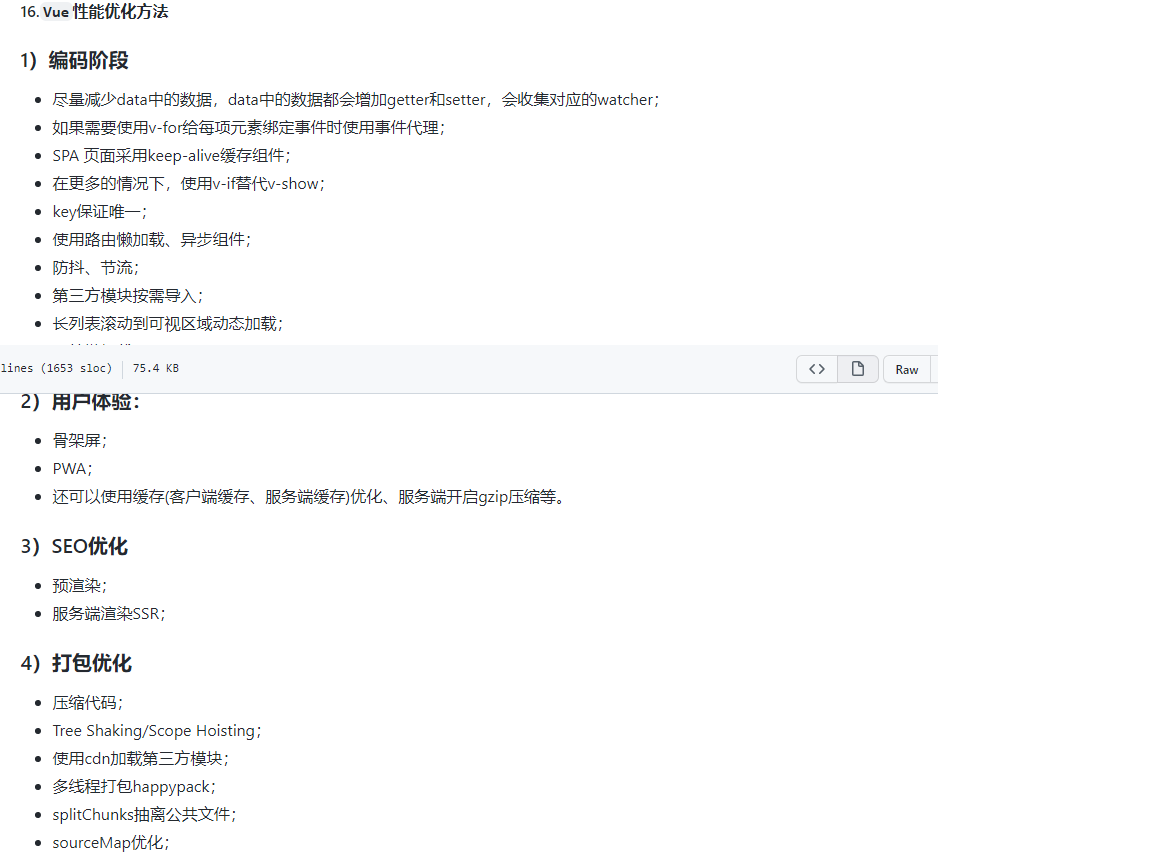 16. Vue 性能优化方法
1）编码阶段
尽量减少data中的数据，data中的数据都会增加getter和setter，会收集对应的watcher；
如果需要使用v-for给每项元素绑定事件时使用事件代理；
SPA 页面采用keep-alive缓存组件；
在更多的情况下，使用v-if替代v-show；
key保证唯一；
使用路由懒加载、异步组件；
防抖、节流；
第三方模块按需导入；
长列表滚动到可视区域动态加载；
lines (1653 sloc) 75.4 KB Raw
2）用户体验：
骨架屏；
PWA；
还可以使用缓存(客户端缓存、服务端缓存)优化、服务端开启gzip压缩等。
3）SEO优化
预渲染；
服务端渲染SSR；
4）打包优化
压缩代码；
Tree Shaking/Scope Hoisting；
使用cdn加载第三方模块；
多线程打包happypack；
splitChunks抽离公共文件；
sourceMap优化；